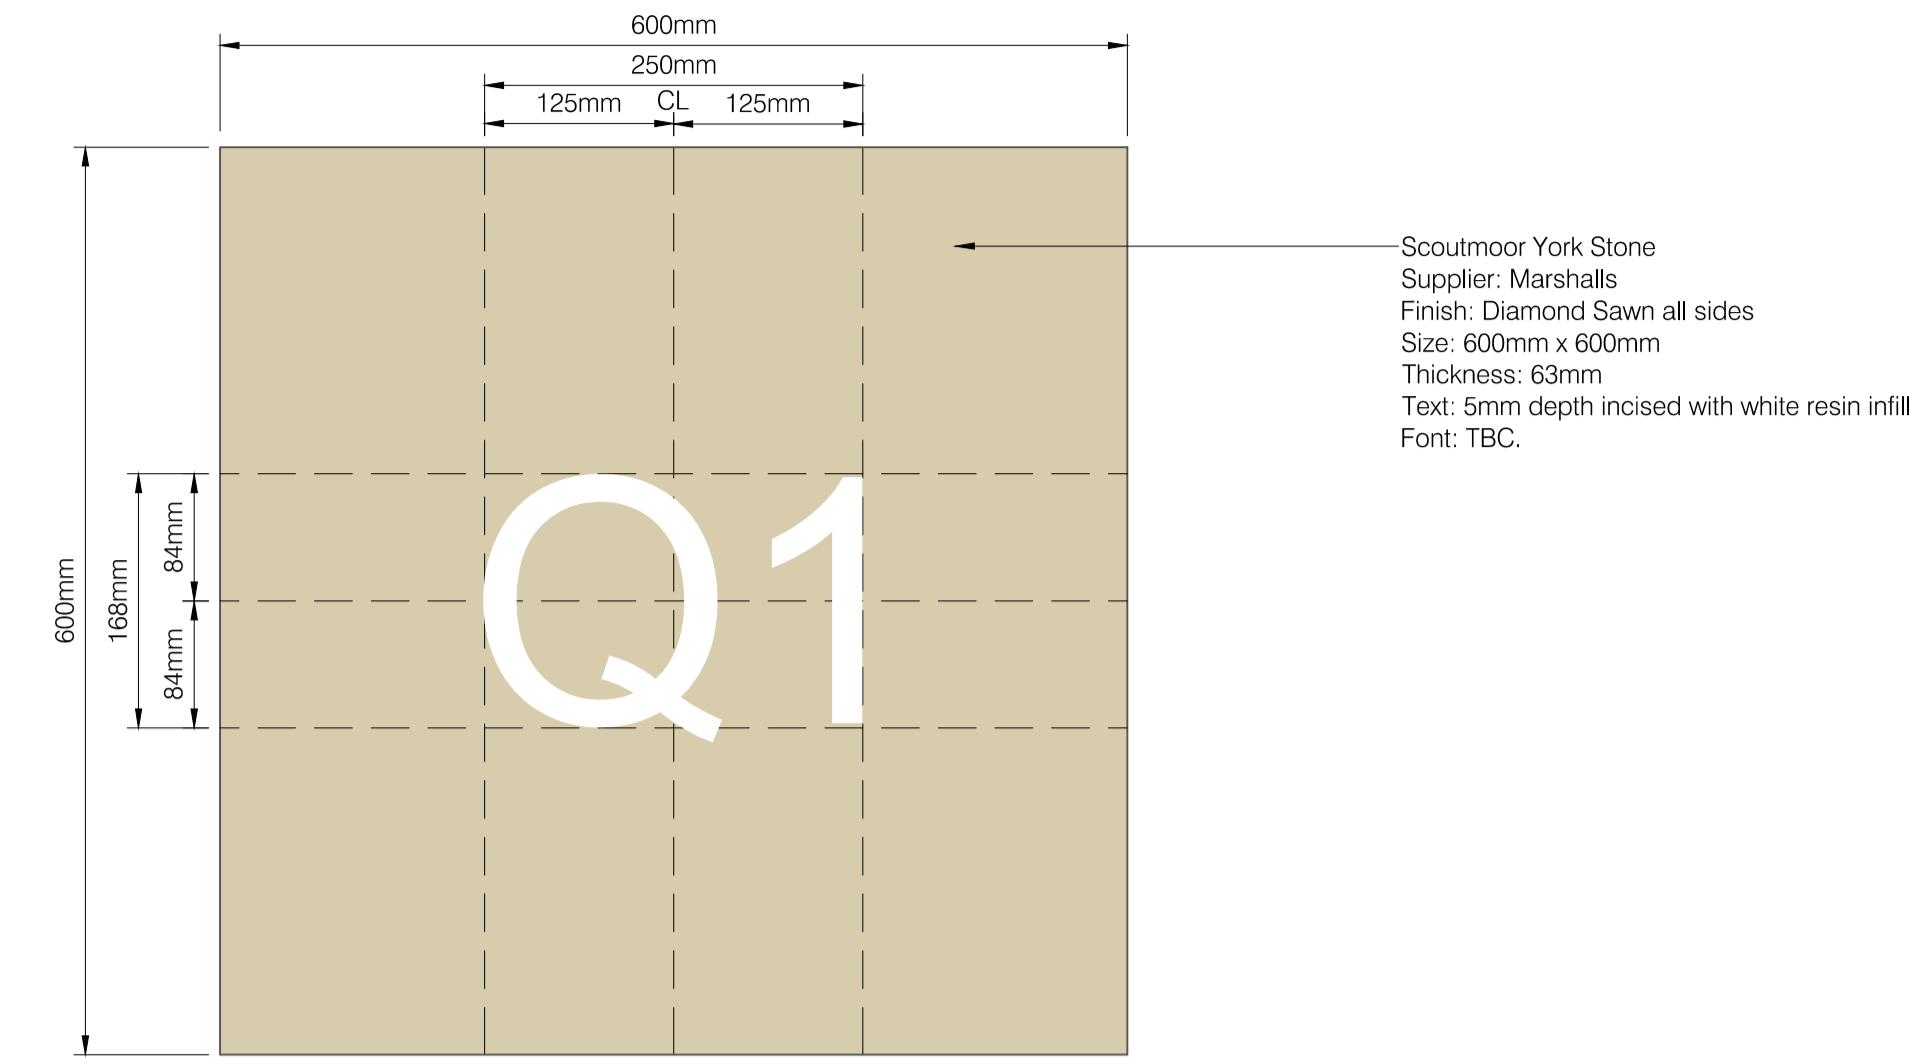 600mm
250mm
125mm CL 125mm
Scoutmoor York Stone
Supplier: Marshalls
Finish: Diamond Sawn all sides
Size: 600mm x 600mm
Thickness: 63mm
Text: 5mm depth incised with white resin infill
Font: TBC.
600mm
168mm
84mm
84mm
Q1